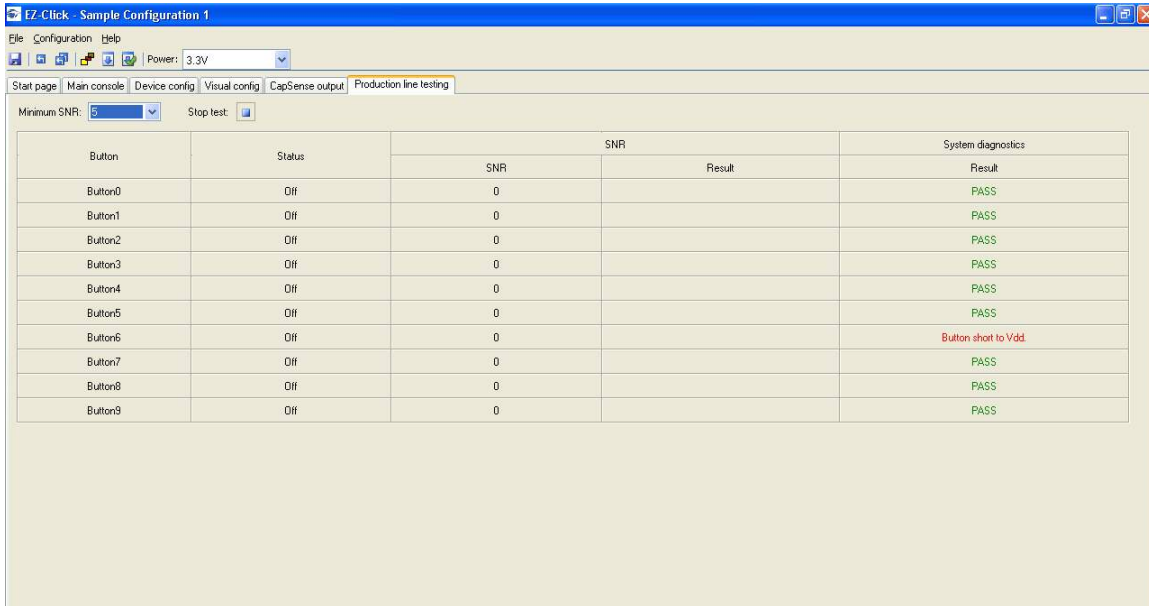 EZ-Click - Sample Configuration 1
File Configuration Help
Power: 3.3V
Start page Main console Device config Visual config CapSense output Production line testing
Minimum SNR: 5 Stop test:
Button Status SNR System diagnostics
SNR Result Result
Button0 Off 0 PASS
Button1 Off 0 PASS
Button2 Off 0 PASS
Button3 Off 0 PASS
Button4 Off 0 PASS
Button5 Off 0 PASS
Button6 Off 0 Button short to Vdd.
Button7 Off 0 PASS
Button8 Off 0 PASS
Button9 Off 0 PASS